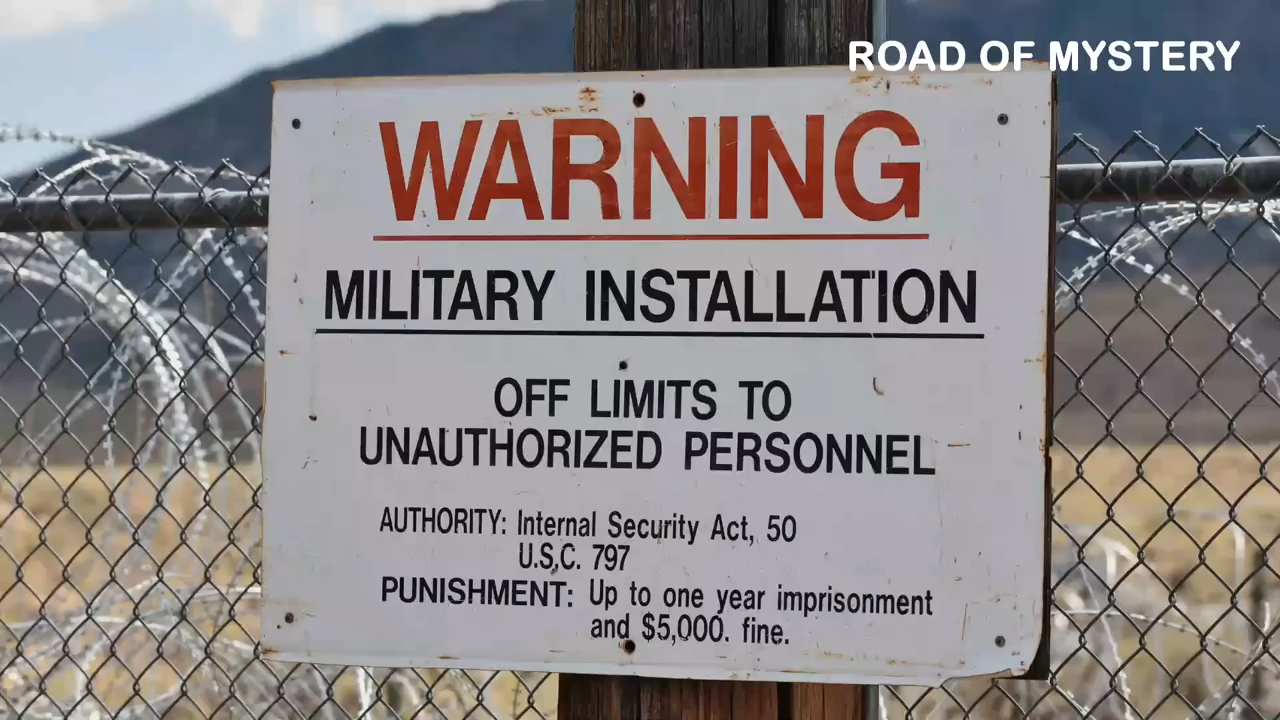 ROAD OF MYSTERY
WARNING
MILITARY INSTALLATION
OFF LIMITS TO
UNAUTHORIZED PERSONNEL
AUTHORITY: Internal Security Act, 50
U.S.C. 797
PUNISHMENT: Up to one year imprisonment
and $5,000. fine.